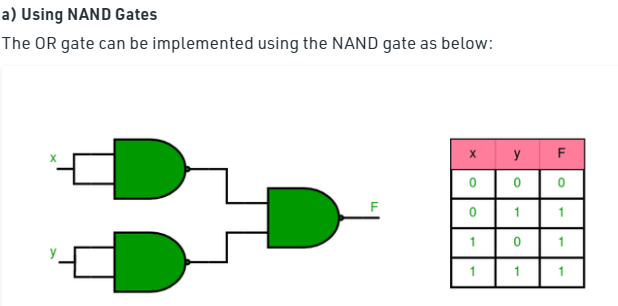 a) Using NAND Gates
The OR gate can be implemented using the NAND gate as below:
x
y
F
x y F
0 0 0
0 1 1
1 0 1
1 1 1